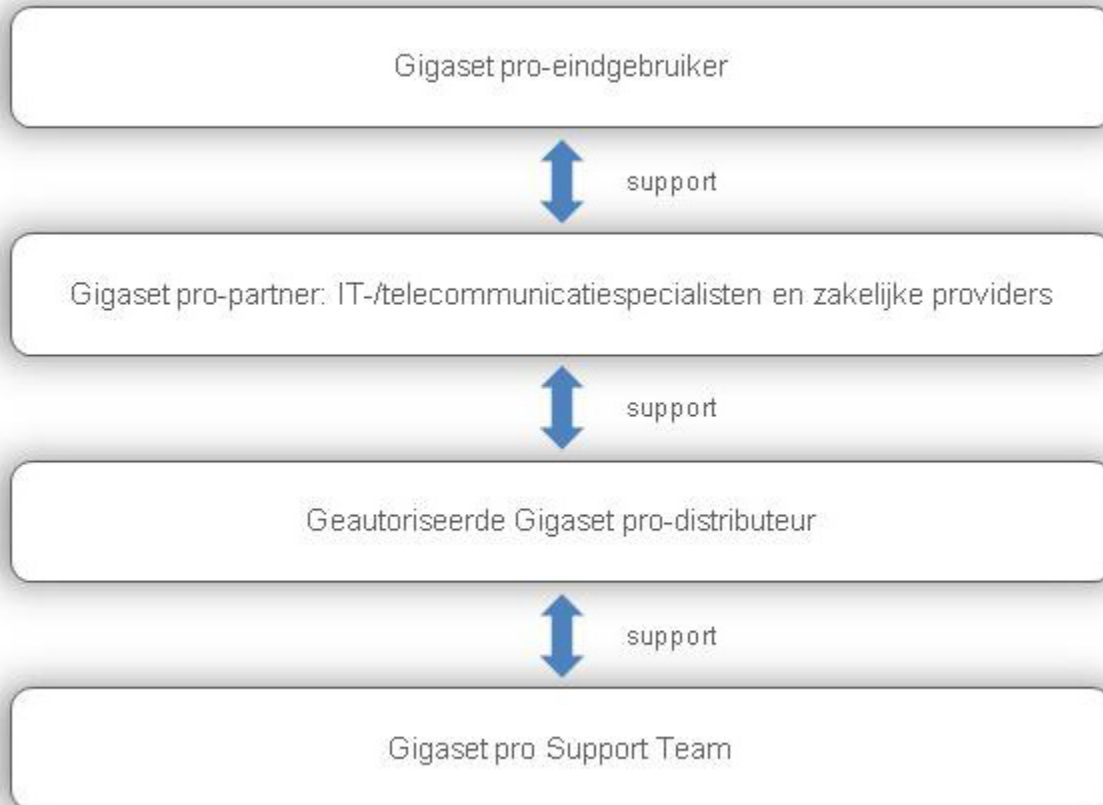 Gigaset pro-eindgebruiker
support
Gigaset pro-partner: IT-/telecommunicatiespecialisten en zakelijke providers
support
Geautoriseerde Gigaset pro-distributeur
support
Gigaset pro Support Team